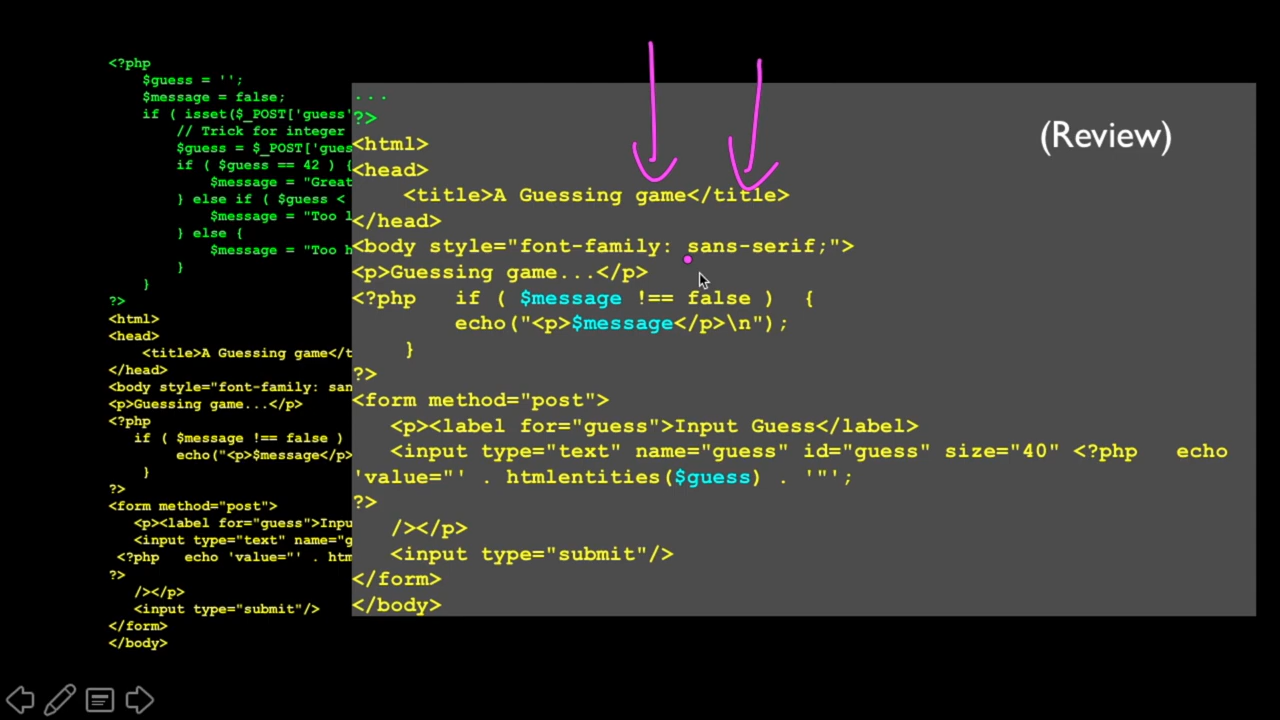 <?php
$guess = '';
$message = false;
if ( isset($_POST['guess'
// Trick for integer
$guess = $_POST['gues
if ( $guess == 42 ) {
$message = "Great
} else if ( $guess <
$message = "Too l
} else {
$message = "Too h
}
}
?>
<html>
<head>
<title>A Guessing game</t
</head>
<body style="font-family: san
<p>Guessing game...</p>
<?php
if ( $message !== false )
echo("<p>$message</p>
}
?>
<form method="post">
<p><label for="guess">Inpu
<input type="text" name="g
<?php   echo 'value="' . htm
?>
/></p>
<input type="submit"/>
</form>
</body>
(Review)
...
?>
<html>
<head>
<title>A Guessing game</title>
</head>
<body style="font-family: sans-serif;">
<p>Guessing game...</p>
<?php   if ( $message !== false )  {
echo("<p>$message</p>\n");
}
?>
<form method="post">
<p><label for="guess">Input Guess</label>
<input type="text" name="guess" id="guess" size="40" <?php   echo
'value="' . htmlentities($guess) . '"';
?>
/></p>
<input type="submit"/>
</form>
</body>